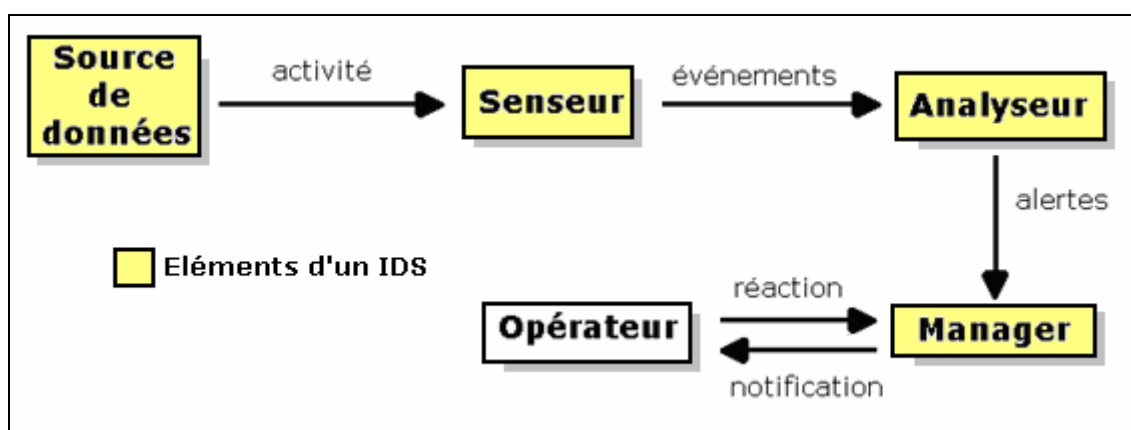 Source
de
données
activité
Senseur
événements
Analyseur
alertes
Eléments d'un IDS
réaction
Opérateur
Manager
notification